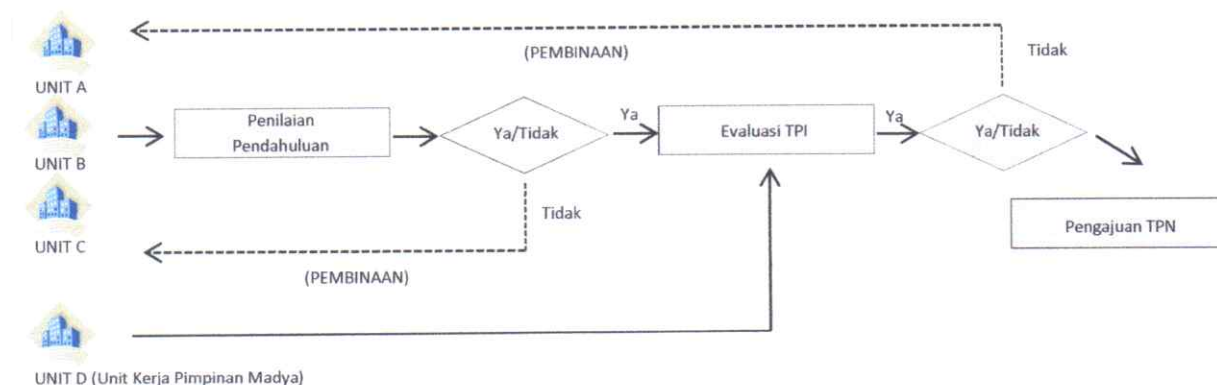 (PEMBINAAN)
Tidak
UNIT A
Penilaian
Pendahuluan
Ya/Tidak
Ya
Evaluasi TPI
Ya
Ya/Tidak
UNIT B
Tidak
UNIT C
Pengajuan TPN
(PEMBINAAN)
UNIT D (Unit Kerja Pimpinan Madya)